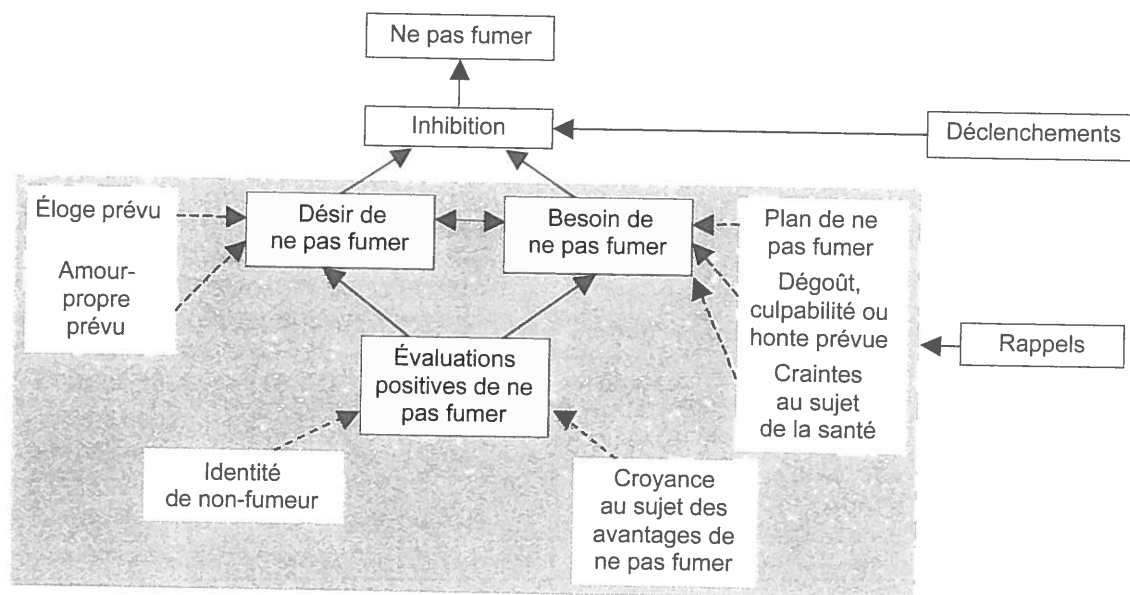 Ne pas fumer
Inhibition
Déclenchements
Éloge prévu
Amour-
propre
prévu
Désir de
ne pas fumer
Besoin de
ne pas fumer
Plan de ne
pas fumer
Dégoût,
culpabilité ou
honte prévue
Craintes
au sujet
de la santé
Rappels
Évaluations
positives de ne
pas fumer
Identité
de non-fumeur
Croyance
au sujet des
avantages de
ne pas fumer